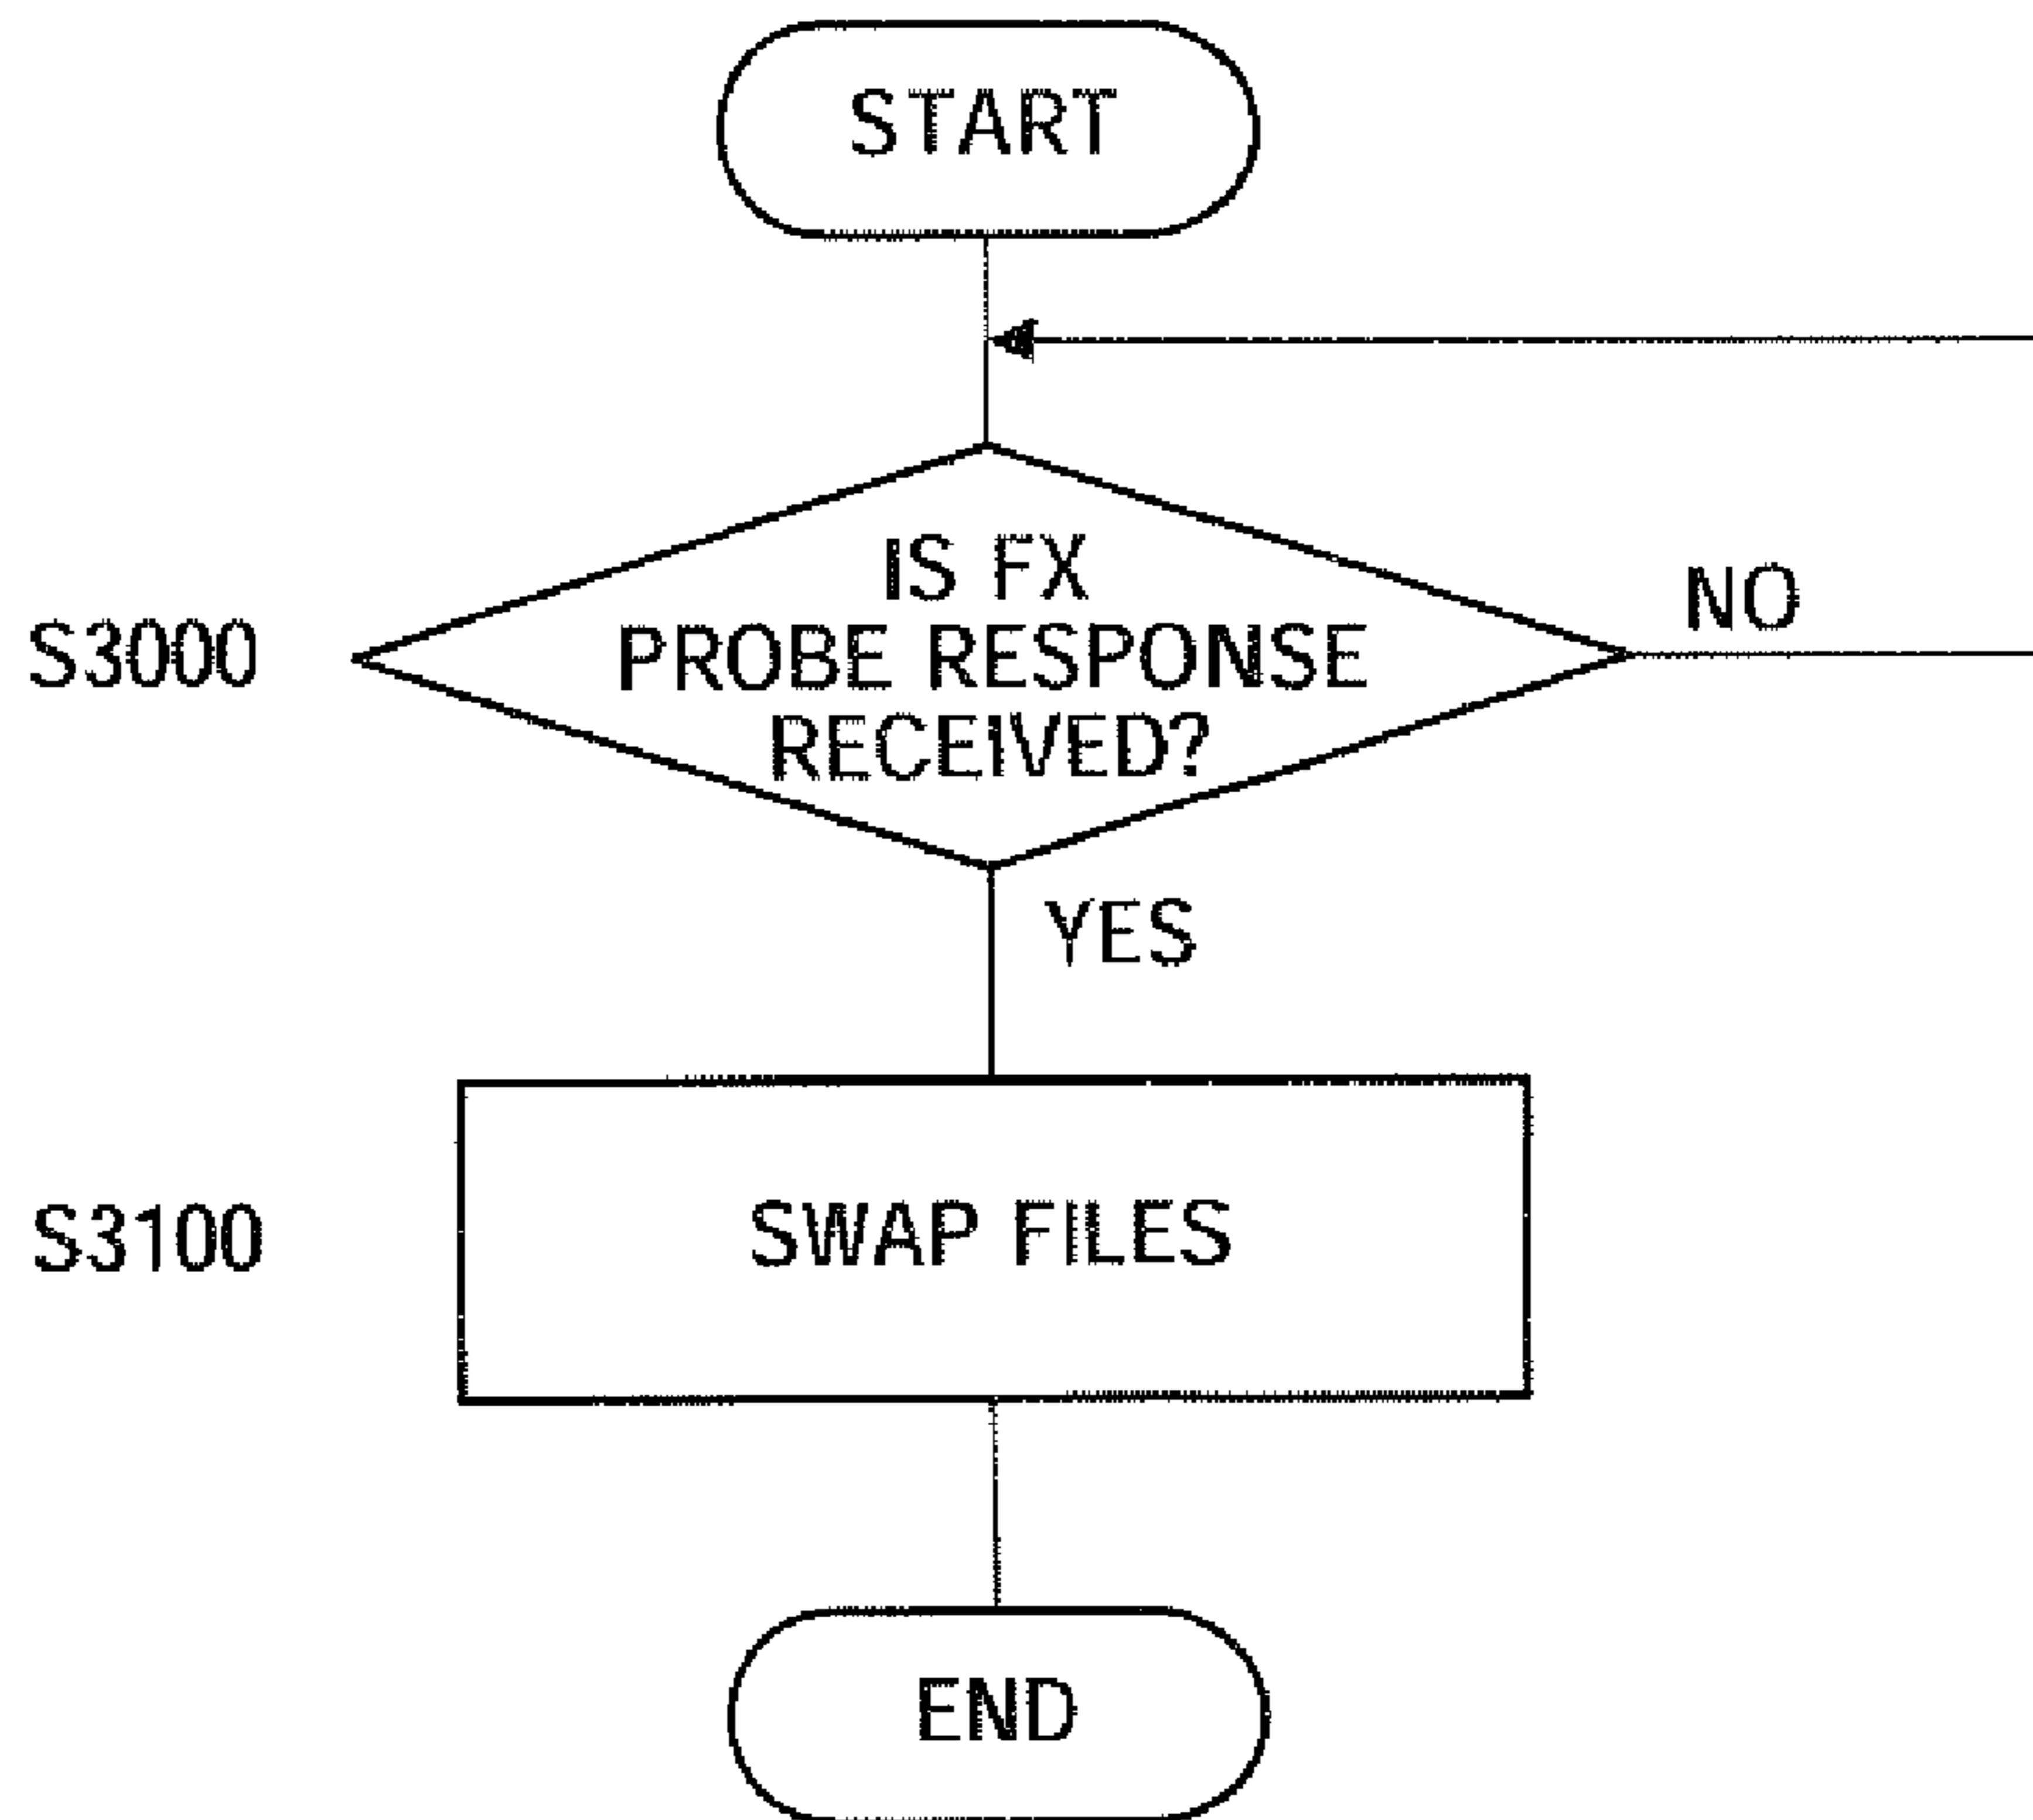 START
IS FX
PROBE RESPONSE
RECEIVED?
S3000
NO
YES
SWAP FILES
S3100
END